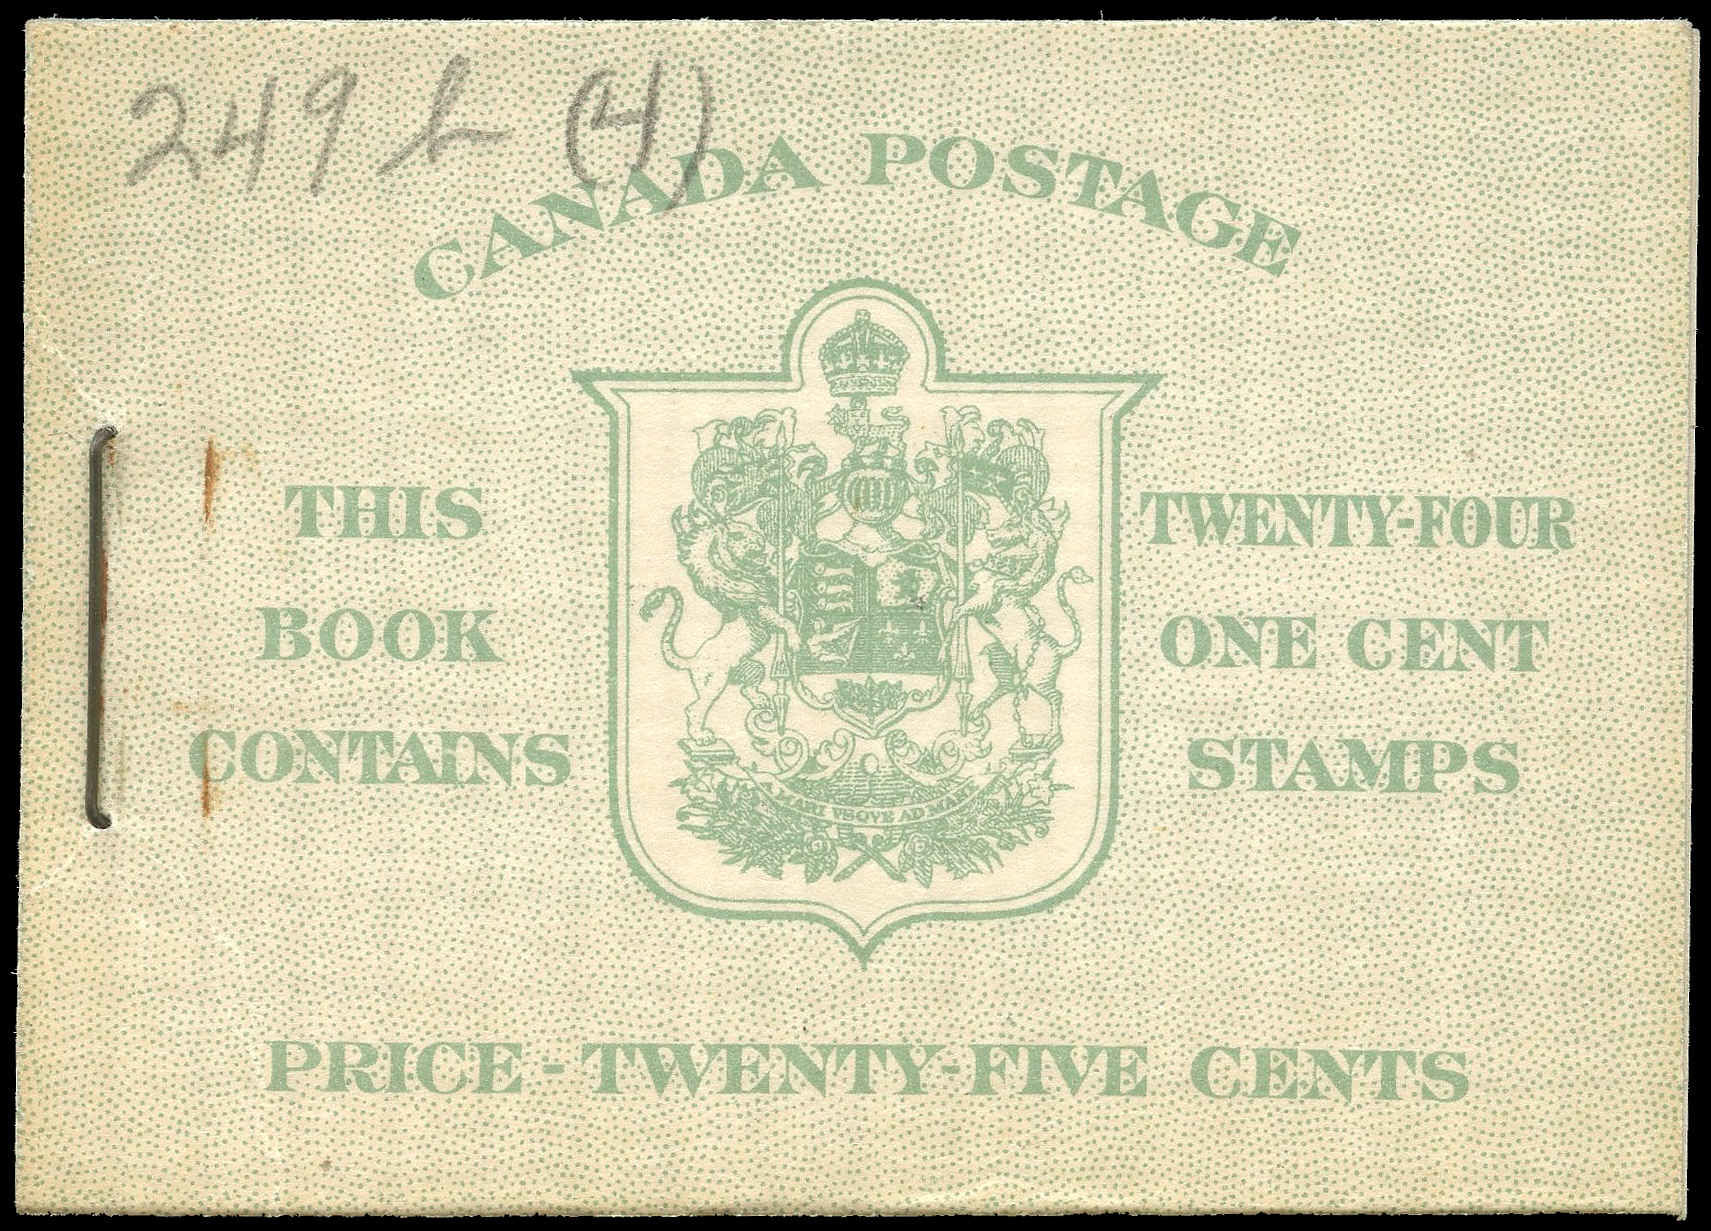 249 b (4)
CANADA POSTAGE
THIS
BOOK
CONTAINS
TWENTY-FOUR
ONE CENT
STAMPS
A MARI VSQVE AD MARE
PRICE - TWENTY-FIVE CENTS